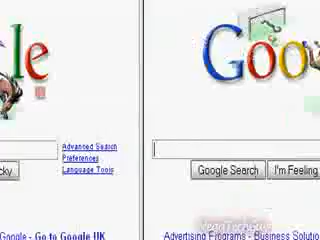 le
Goo
Advanced Search
Preferences
Language Tools
cky
Google Search
I'm Feeling
Google - Go to Google UK
Advertising Programs - Business Solutio